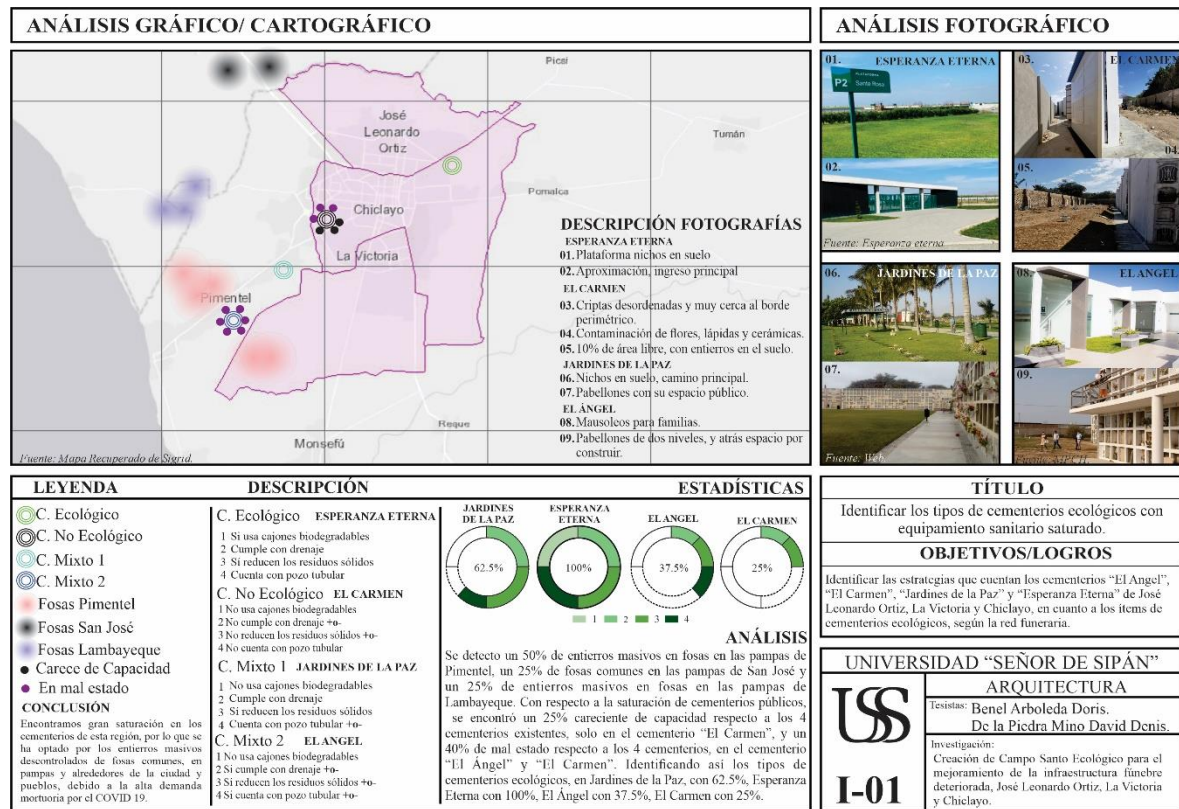 ANÁLISIS GRÁFICO/ CARTOGRÁFICO
Picsi
José
Leonardo
Ortiz
Tumán
Pomalca
Chiclayo
La Victoria
Pimentel
Reque
Monsefú
Fuente: Mapa Recuperado de Sigrid.
DESCRIPCIÓN FOTOGRAFÍAS
ESPERANZA ETERNA
01. Plataforma nichos en suelo
02. Aproximación, ingreso principal
EL CARMEN
03. Criptas desordenadas y muy cerca al borde
perimétrico.
04. Contaminación de flores, lápidas y cerámicas.
05. 10% de área libre, con entierros en el suelo.
JARDINES DE LA PAZ
06. Nichos en suelo, camino principal.
07. Pabellones con su espacio público.
EL ÁNGEL
08. Mausoleos para familias.
09. Pabellones de dos niveles, y atrás espacio por
construir.
ANÁLISIS FOTOGRÁFICO
01. ESPERANZA ETERNA
P2 Santa Rosa
02.
Fuente: Esperanza eterna
03. EL CARMEN
04.
05.
06. JARDINES DE LA PAZ
07.
Fuente: Web.
08. EL ANGEL
09.
LEYENDA
C. Ecológico
C. No Ecológico
C. Mixto 1
C. Mixto 2
Fosas Pimentel
Fosas San José
Fosas Lambayeque
Carece de Capacidad
En mal estado
CONCLUSIÓN
Encontramos gran saturación en los
cementerios de esta región, por lo que se
ha optado por los entierros masivos
descontrolados de fosas comunes, en
pampas y alrededores de la ciudad y
pueblos, debido a la alta demanda
mortuoria por el COVID 19.
DESCRIPCIÓN
C. Ecológico ESPERANZA ETERNA
1 Si usa cajones biodegradables
2 Cumple con drenaje
3 Sí reducen los residuos sólidos
4 Cuenta con pozo tubular
C. No Ecológico EL CARMEN
1 No usa cajones biodegradables
2 No cumple con drenaje +o-
3 No reducen los residuos sólidos +o-
4 No cuenta con pozo tubular
C. Mixto 1 JARDINES DE LA PAZ
1 No usa cajones biodegradables
2 Cumple con drenaje
3 Sí reducen los residuos sólidos
4 Cuenta con pozo tubular +o-
C. Mixto 2 EL ANGEL
1 No usa cajones biodegradables
2 Si cumple con drenaje +o-
3 Si reducen los residuos sólidos +o-
4 Si cuenta con pozo tubular +o-
ESTADÍSTICAS
JARDINES
DE LA PAZ
62.5%
ESPERANZA
ETERNA
100%
EL ANGEL
37.5%
EL CARMEN
25%
1 2 3 4
ANÁLISIS
Se detecto un 50% de entierros masivos en fosas en las pampas de
Pimentel, un 25% de fosas comunes en las pampas de San José y
un 25% de entierros masivos en fosas en las pampas de
Lambayeque. Con respecto a la saturación de cementerios públicos,
se encontró un 25% careciente de capacidad respecto a los 4
cementerios existentes, solo en el cementerio “El Carmen”, y un
40% de mal estado respecto a los 4 cementerios, en el cementerio
“El Ángel” y “El Carmen”. Identificando así los tipos de
cementerios ecológicos, en Jardines de la Paz, con 62.5%, Esperanza
Eterna con 100%, El Ángel con 37.5%, El Carmen con 25%.
TÍTULO
Identificar los tipos de cementerios ecológicos con
equipamiento sanitario saturado.
OBJETIVOS/LOGROS
Identificar las estrategias que cuentan los cementerios “El Angel”,
“El Carmen”, “Jardines de la Paz” y “Esperanza Eterna” de José
Leonardo Ortiz, La Victoria y Chiclayo, en cuanto a los ítems de
cementerios ecológicos, según la red funeraria.
UNIVERSIDAD “SEÑOR DE SIPÁN”
USS
I-01
ARQUITECTURA
Tesistas: Benel Arboleda Doris.
De la Piedra Mino David Denis.
Investigación:
Creación de Campo Santo Ecológico para el
mejoramiento de la infraestructura fúnebre
deteriorada, José Leonardo Ortiz, La Victoria
y Chiclayo.